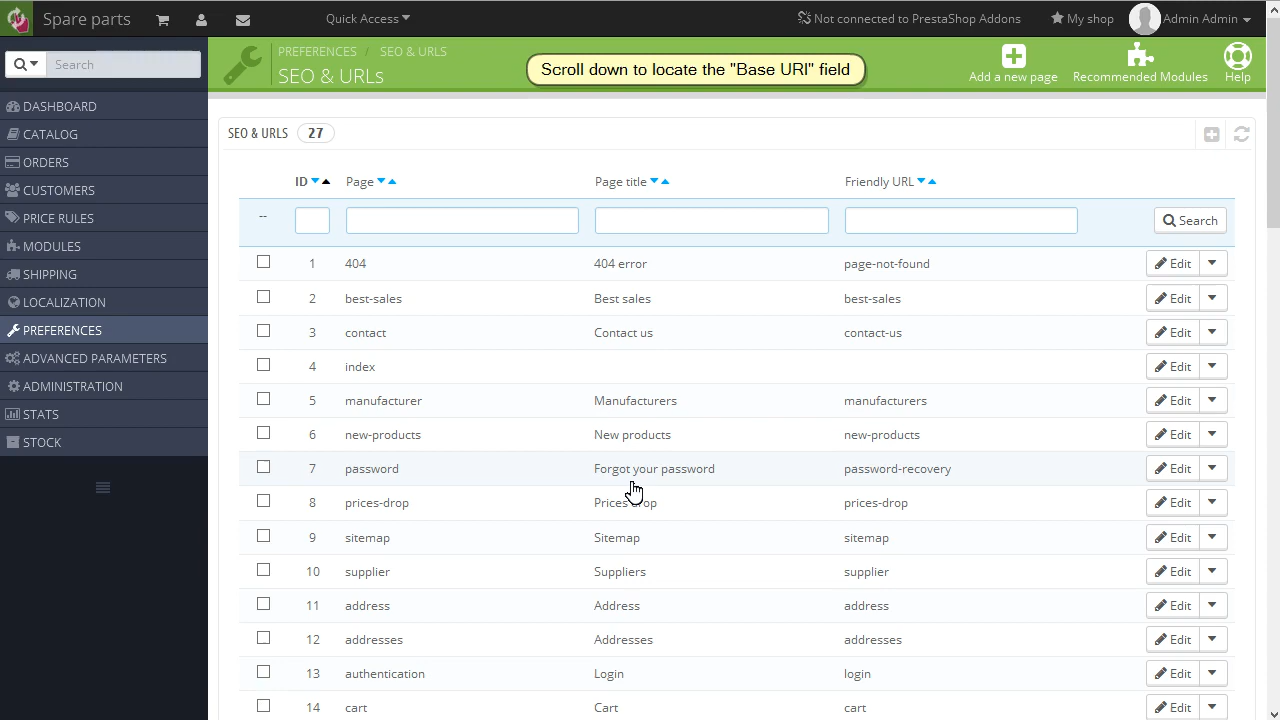 Spare parts
Quick Access
Not connected to PrestaShop Addons
My shop
Admin Admin
Search
PREFERENCES / SEO & URLS
SEO & URLs
Scroll down to locate the "Base URI" field
Add a new page
Recommended Modules
Help
DASHBOARD
CATALOG
ORDERS
CUSTOMERS
PRICE RULES
MODULES
SHIPPING
LOCALIZATION
PREFERENCES
ADVANCED PARAMETERS
ADMINISTRATION
STATS
STOCK
SEO & URLS 27
ID Page Page title Friendly URL
-- Search
1 404 404 error page-not-found Edit
2 best-sales Best sales best-sales Edit
3 contact Contact us contact-us Edit
4 index Edit
5 manufacturer Manufacturers manufacturers Edit
6 new-products New products new-products Edit
7 password Forgot your password password-recovery Edit
8 prices-drop Prices drop prices-drop Edit
9 sitemap Sitemap sitemap Edit
10 supplier Suppliers supplier Edit
11 address Address address Edit
12 addresses Addresses addresses Edit
13 authentication Login login Edit
14 cart Cart cart Edit